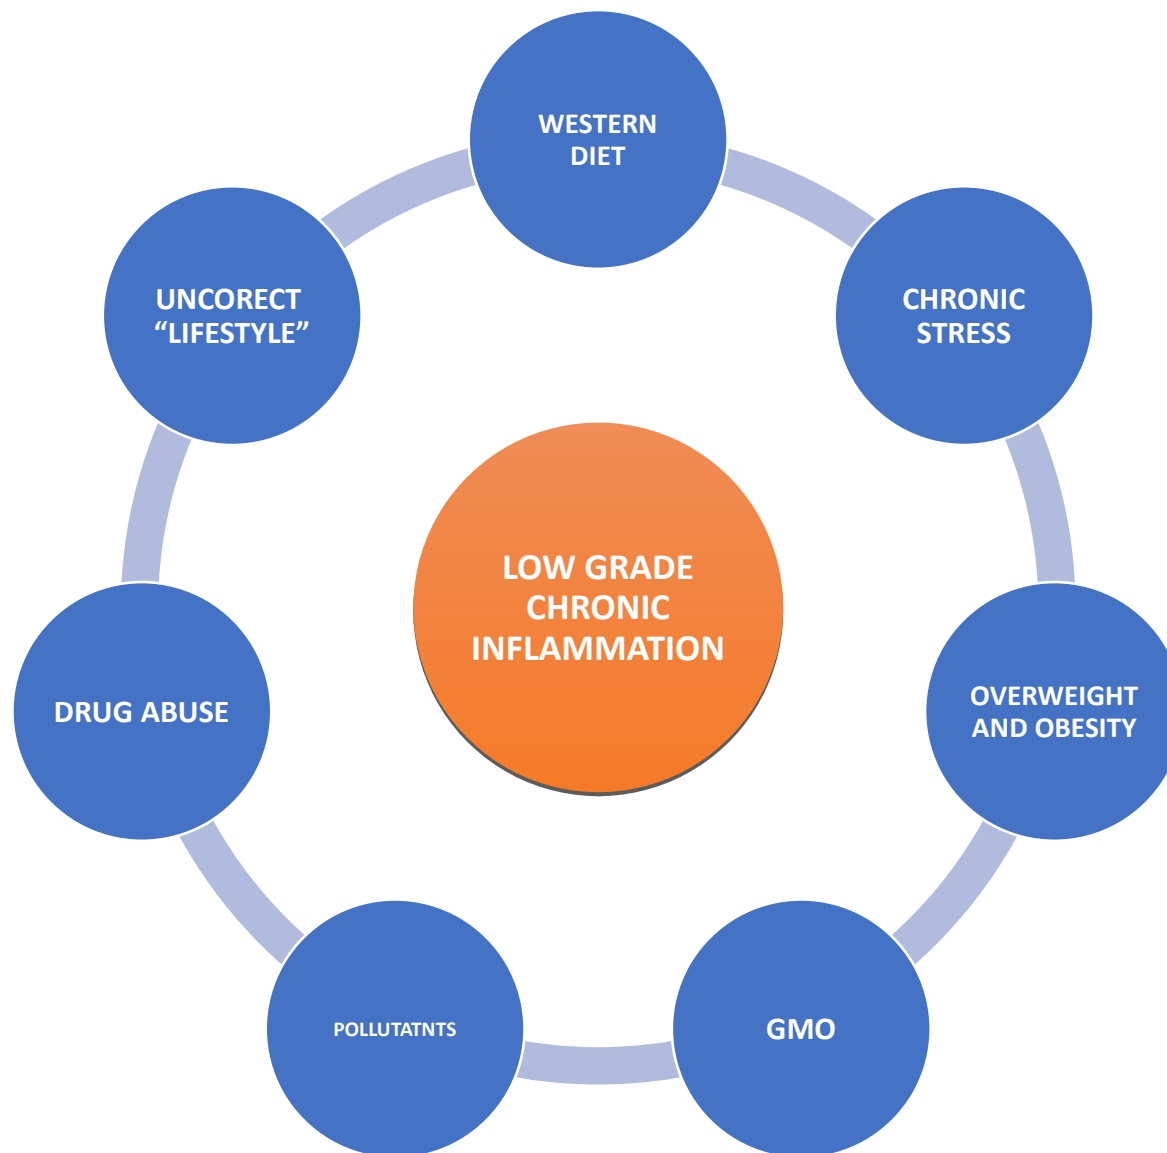 WESTERN
DIET
CHRONIC
STRESS
OVERWEIGHT
AND OBESITY
GMO
POLLUTATNTS
DRUG ABUSE
UNCORECT
“LIFESTYLE”
LOW GRADE
CHRONIC
INFLAMMATION